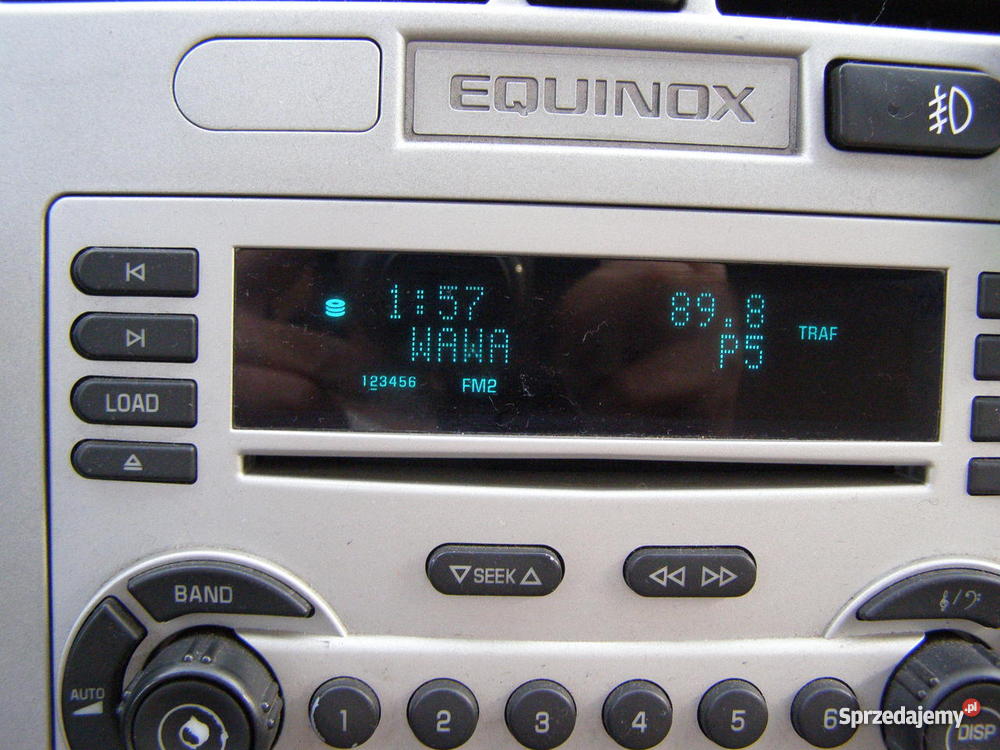 EQUINOX
1:57 89.8
WAWA P5 TRAF
123456 FM2
LOAD
SEEK
BAND
AUTO
1 2 3 4 5 6
DISP
Sprzedajemy.pl